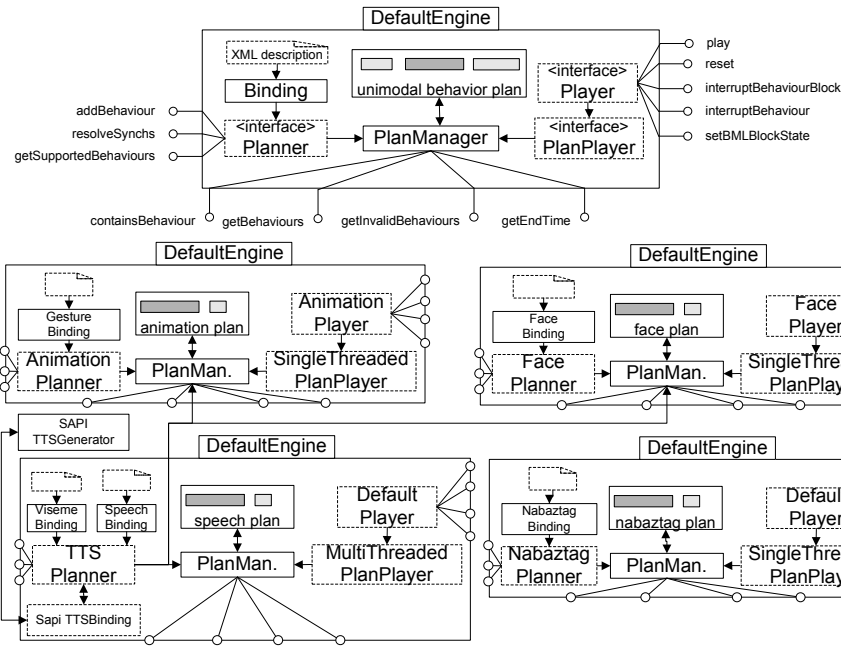 DefaultEngine
XML description
Binding
<interface>
Planner
unimodal behavior plan
PlanManager
<interface>
Player
<interface>
PlanPlayer
addBehaviour
resolveSynchs
getSupportedBehaviours
play
reset
interruptBehaviourBlock
interruptBehaviour
setBMLBlockState
containsBehaviour
getBehaviours
getInvalidBehaviours
getEndTime
DefaultEngine
Gesture
Binding
Animation
Planner
animation plan
PlanMan.
Animation
Player
SingleThreaded
PlanPlayer
DefaultEngine
Face
Binding
Face
Planner
face plan
PlanMan.
Face
Player
SingleThrea
PlanPlay
SAPI
TTSGenerator
DefaultEngine
Viseme
Binding
Speech
Binding
TTS
Planner
Sapi TTSBinding
speech plan
PlanMan.
Default
Player
MultiThreaded
PlanPlayer
DefaultEngine
Nabaztag
Binding
Nabaztag
Planner
nabaztag plan
PlanMan.
Default
Player
SingleThrea
PlanPlay